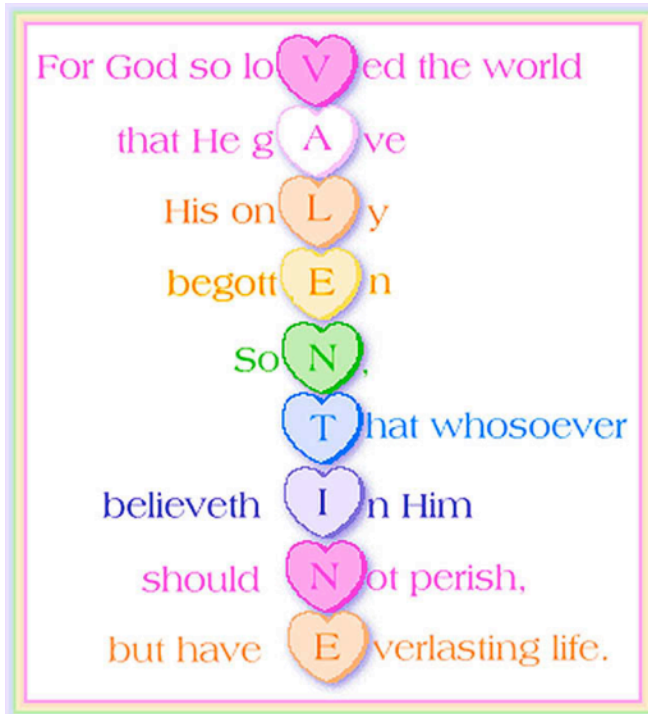 For God so loVed the world
that He gAve
His onLy
begottEn
SoN,
That whosoever
believeth In Him
should Not perish,
but have Everlasting life.